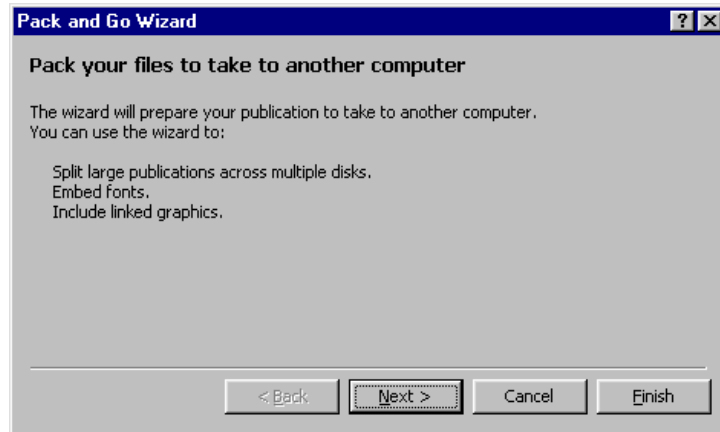 Pack and Go Wizard
Pack your files to take to another computer
The wizard will prepare your publication to take to another computer.
You can use the wizard to:
Split large publications across multiple disks.
Embed fonts.
Include linked graphics.
< Back Next > Cancel Finish